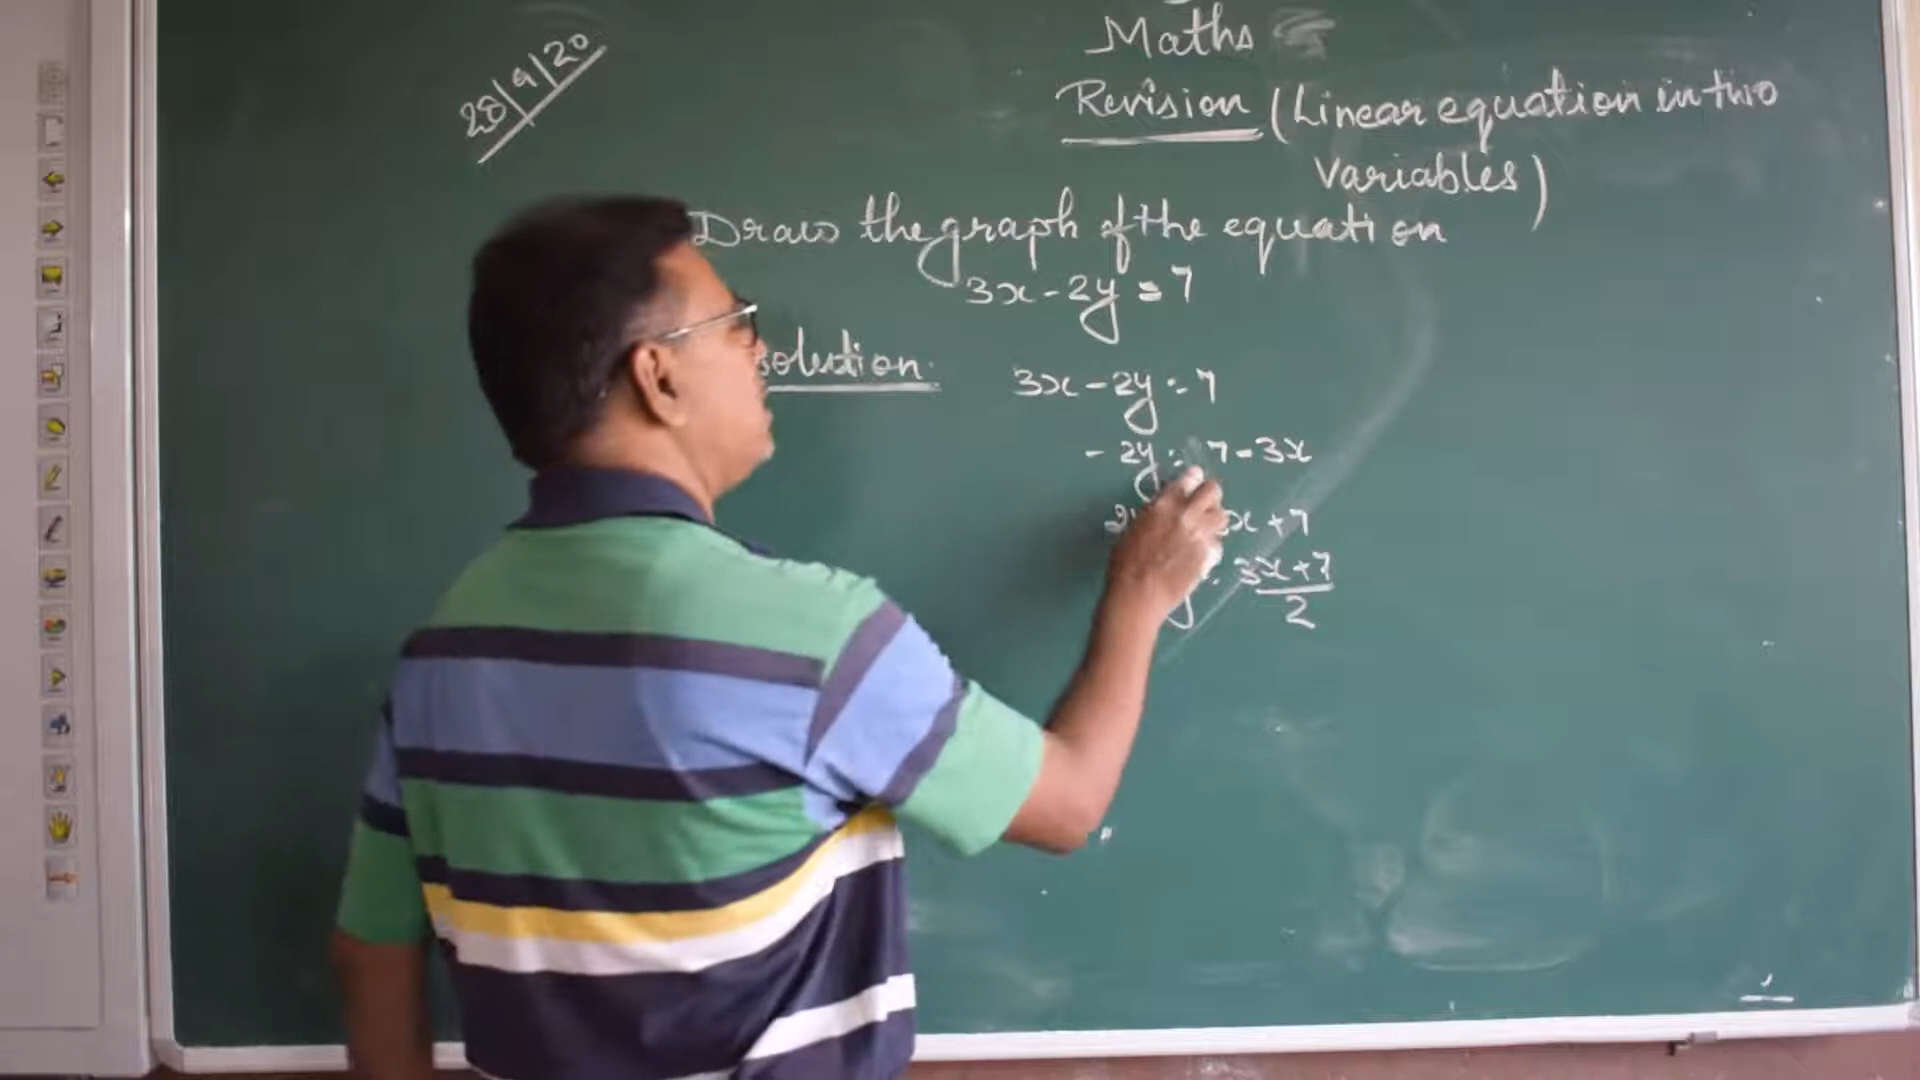 28/9/20
Maths
Revision (Linear equation in two
variables)
Draw the graph of the equation
3x - 2y = 7
solution.
3x - 2y = 7
- 2y = 7 - 3x
x + 7
3x + 7
2